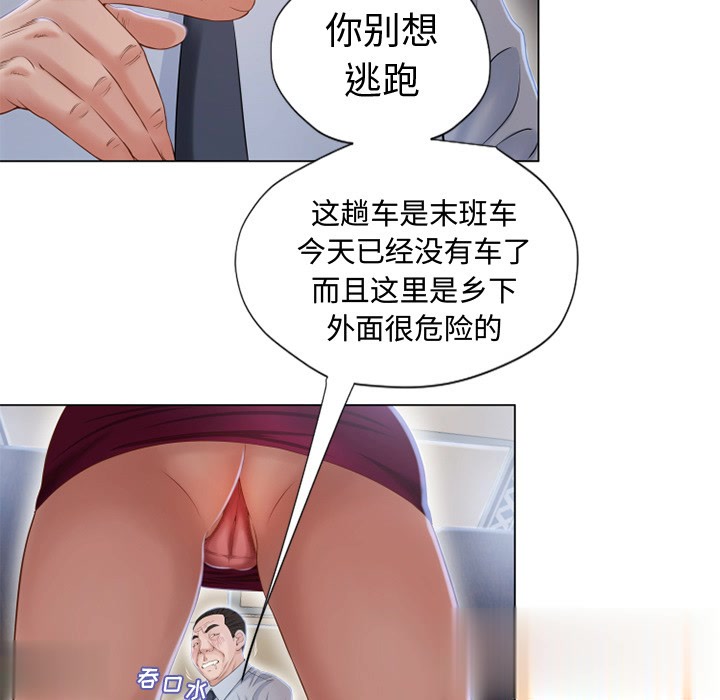 你别想
逃跑
这趟车是末班车
今天已经没有车了
而且这里是乡下
外面很危险的
吞口水